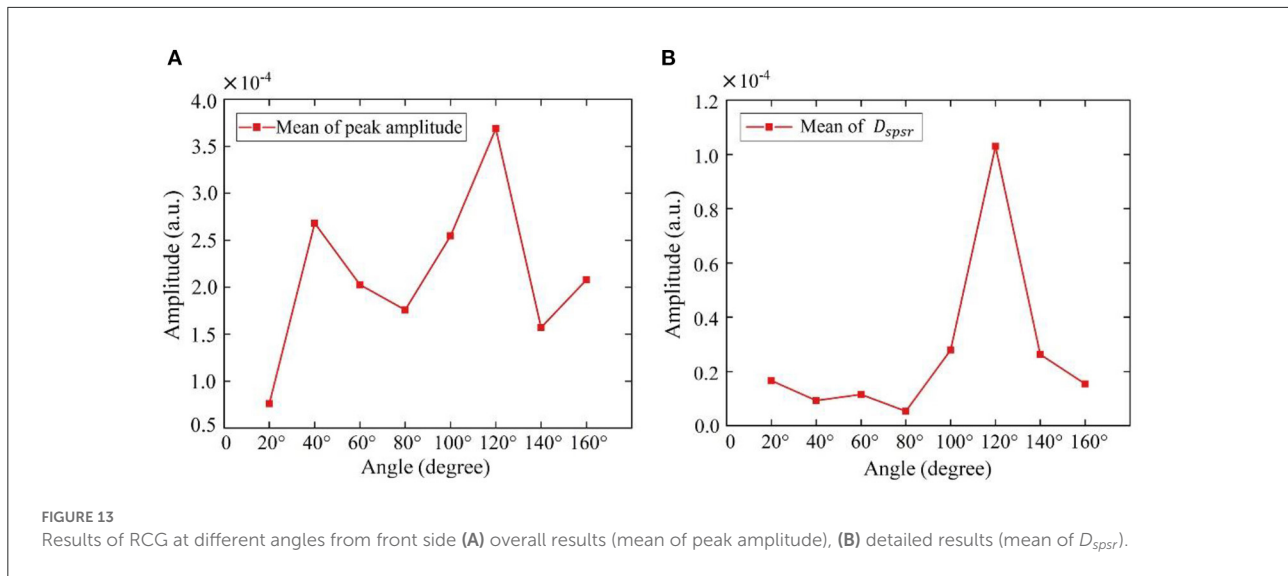 A
×10⁻⁴
4.0
3.5
3.0
2.5
2.0
1.5
1.0
0.5
Amplitude (a.u.)
Mean of peak amplitude
0 20° 40° 60° 80° 100° 120° 140° 160°
Angle (degree)
B
×10⁻⁴
1.2
1.0
0.8
0.6
0.4
0.2
0.0
Amplitude (a.u.)
Mean of Dspsr
0 20° 40° 60° 80° 100° 120° 140° 160°
Angle (degree)
FIGURE 13
Results of RCG at different angles from front side (A) overall results (mean of peak amplitude), (B) detailed results (mean of Dspsr).